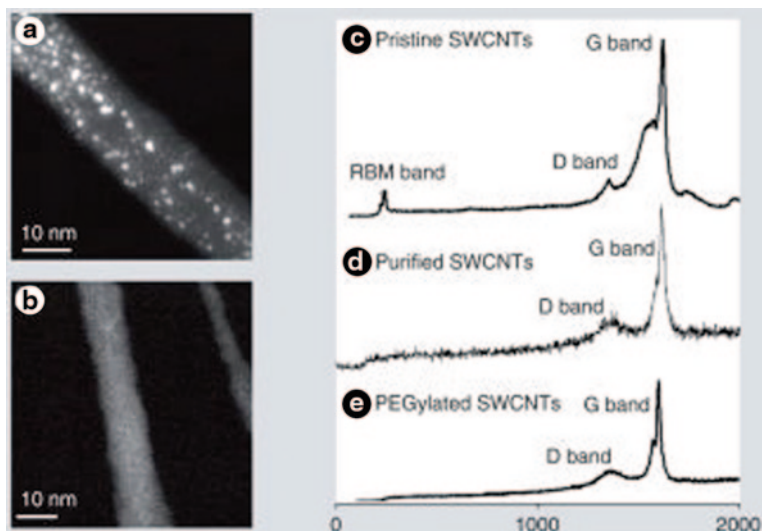 a
10 nm
b
10 nm
c Pristine SWCNTs
G band
D band
RBM band
d Purified SWCNTs
G band
D band
e PEGylated SWCNTs
G band
D band
0 1000 2000